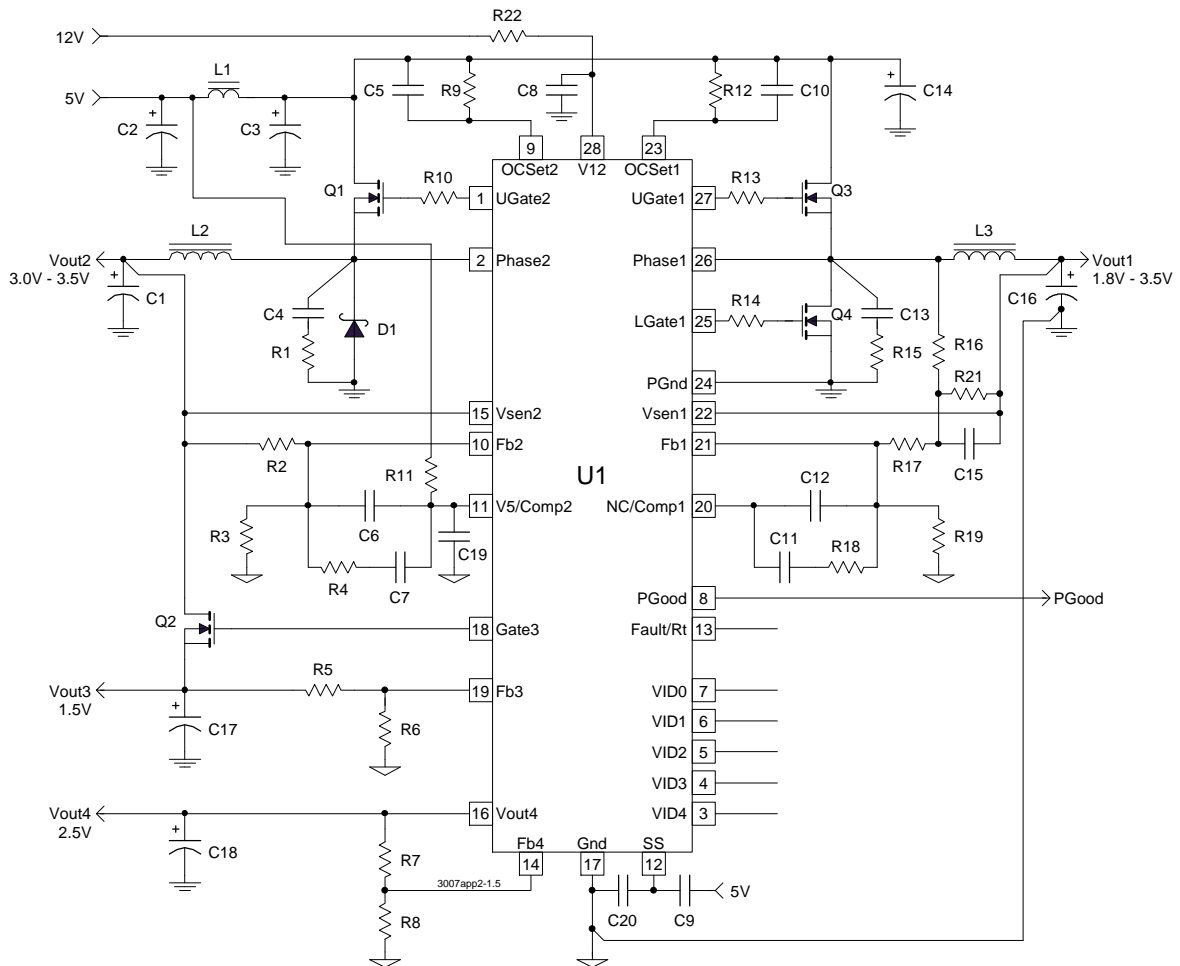 R22
12V
L1
5V
C5
R9
C8
R12
C10
C14
C2
C3
9
28
23
OCSet2
V12
OCSet1
Q1
R10
1
UGate2
UGate1
27
R13
Q3
L2
L3
Vout2
3.0V - 3.5V
2
Phase2
Phase1
26
Vout1
1.8V - 3.5V
C1
C16
C4
D1
R1
LGate1
25
R14
Q4
C13
R15
R16
R21
PGnd
24
15
Vsen2
Vsen1
22
R2
10
Fb2
Fb1
21
R17
C15
R11
U1
C12
R3
C6
11
V5/Comp2
NC/Comp1
20
C19
C11
R18
R19
R4
C7
PGood
8
PGood
Q2
18
Gate3
Fault/Rt
13
Vout3
1.5V
R5
19
Fb3
VID0
7
C17
R6
VID1
6
VID2
5
VID3
4
Vout4
2.5V
16
Vout4
VID4
3
C18
R7
Fb4
Gnd
SS
14
17
12
3007app2-1.5
5V
R8
C20
C9
+
+
+
+
+
+
+